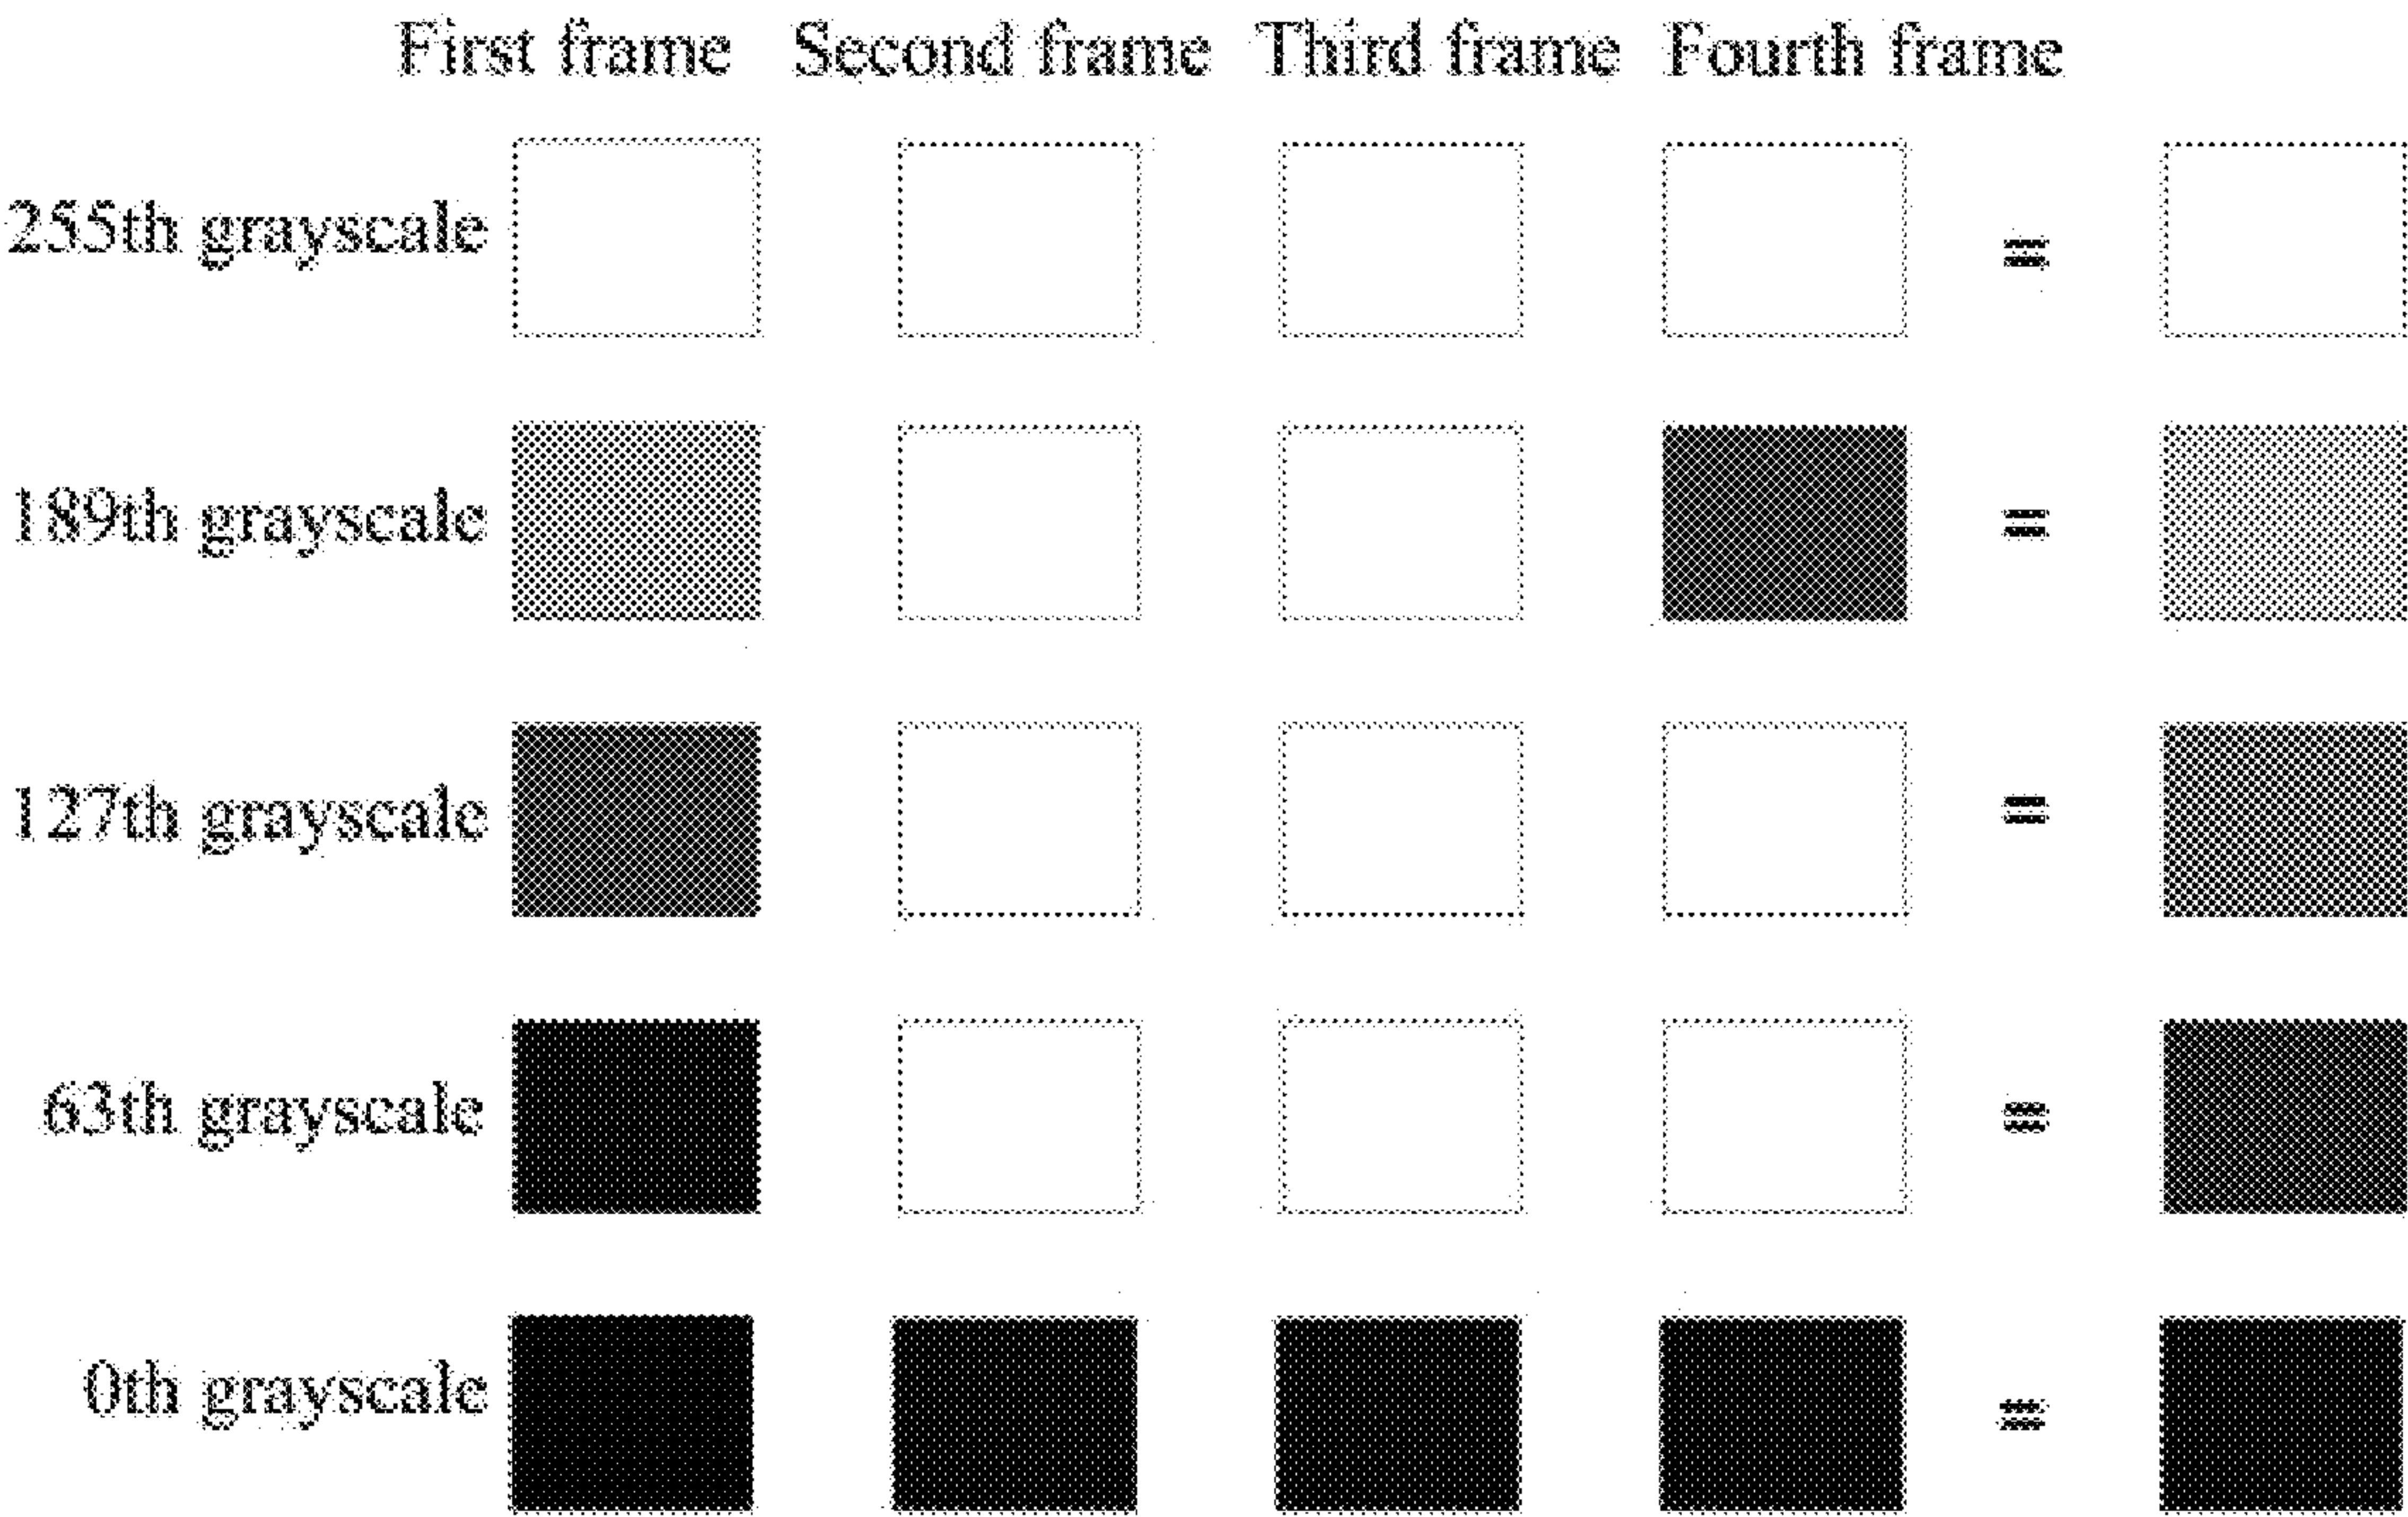 First frame Second frame Third frame Fourth frame
255th grayscale =
189th grayscale =
127th grayscale =
63th grayscale =
0th grayscale =